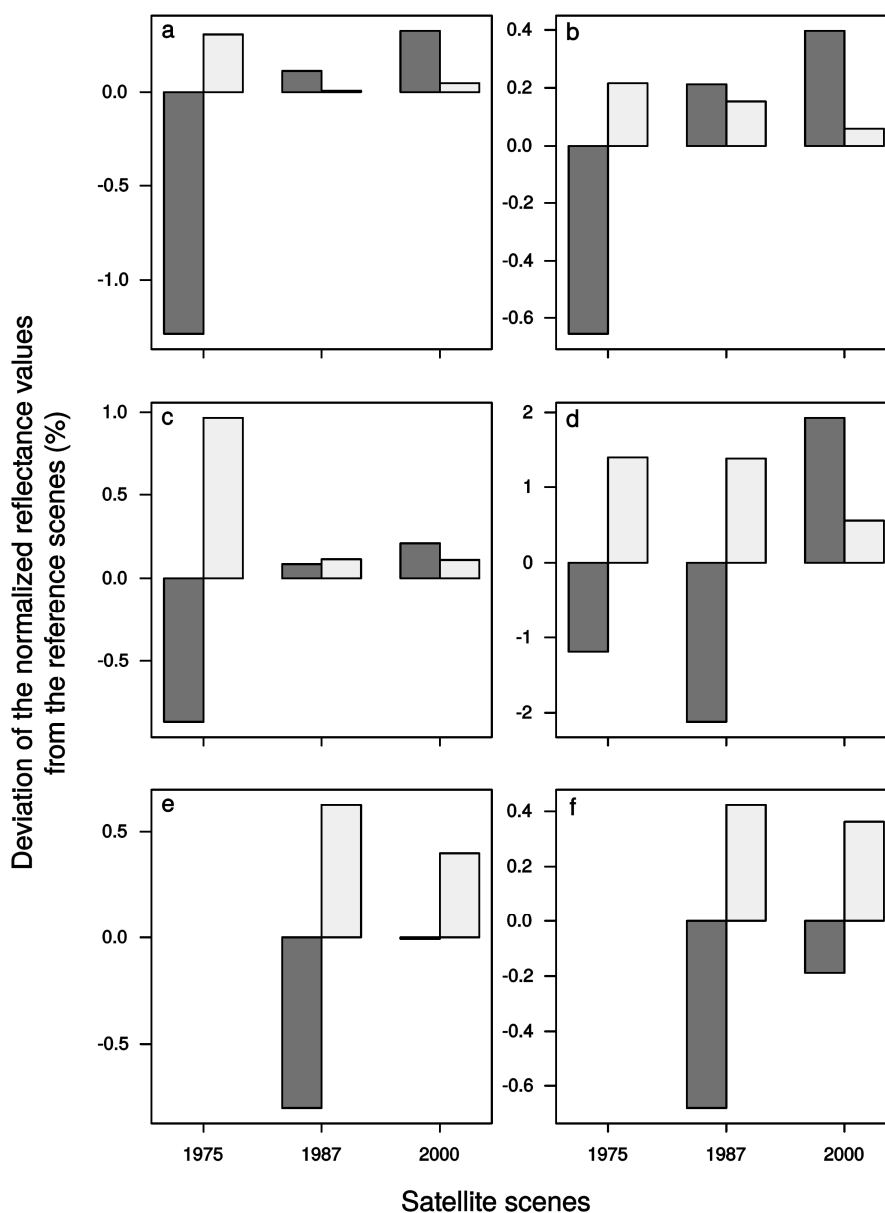 Deviation of the normalized reflectance values
from the reference scenes (%)
a
0.0
-0.5
-1.0
b
0.4
0.2
0.0
-0.2
-0.4
-0.6
c
1.0
0.5
0.0
-0.5
d
2
1
0
-1
-2
e
0.5
0.0
-0.5
1975 1987 2000
f
0.4
0.2
0.0
-0.2
-0.4
-0.6
1975 1987 2000
Satellite scenes